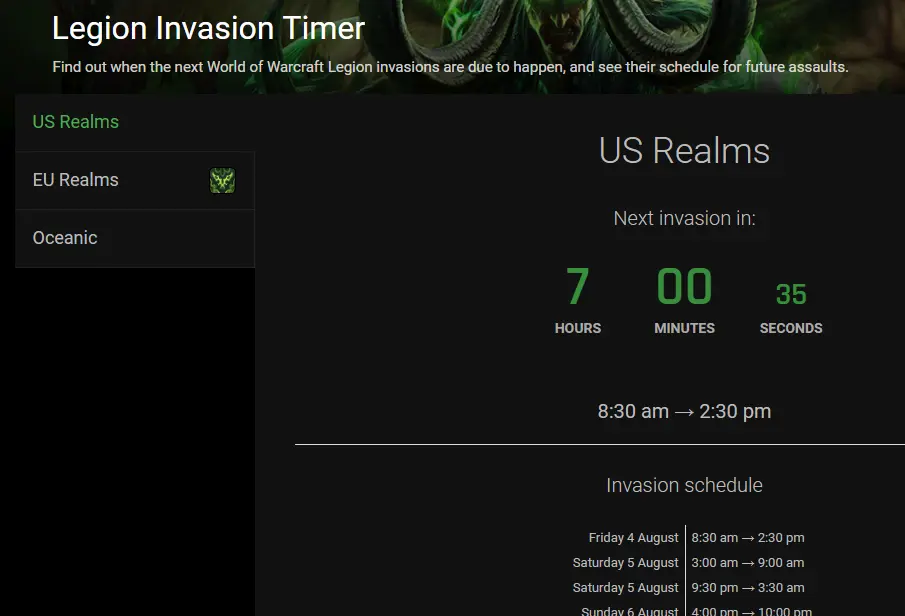 Legion Invasion Timer
Find out when the next World of Warcraft Legion invasions are due to happen, and see their schedule for future assaults.
US Realms
EU Realms
Oceanic
US Realms
Next invasion in:
7 00 35
HOURS MINUTES SECONDS
8:30 am → 2:30 pm
Invasion schedule
Friday 4 August 8:30 am → 2:30 pm
Saturday 5 August 3:00 am → 9:00 am
Saturday 5 August 9:30 pm → 3:30 am
Sunday 6 August 4:00 pm → 10:00 pm